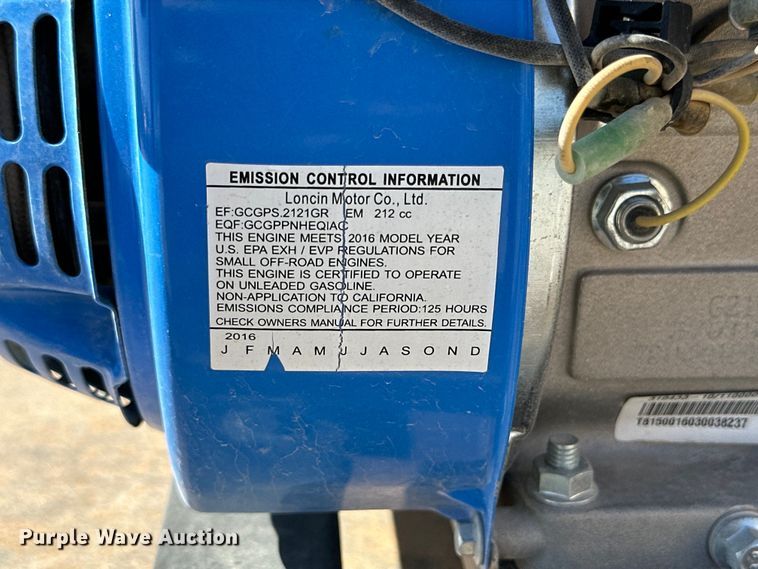 EMISSION CONTROL INFORMATION
Loncin Motor Co., Ltd.
EF:GCGPS.2121GR EM 212 cc
EQF:GCGPPNHEQIAC
THIS ENGINE MEETS 2016 MODEL YEAR
U.S. EPA EXH / EVP REGULATIONS FOR
SMALL OFF-ROAD ENGINES.
THIS ENGINE IS CERTIFIED TO OPERATE
ON UNLEADED GASOLINE.
NON-APPLICATION TO CALIFORNIA.
EMISSIONS COMPLIANCE PERIOD:125 HOURS
CHECK OWNERS MANUAL FOR FURTHER DETAILS.
2016
J F M A M J J A S O N D
T8150016030038237
Purple Wave Auction